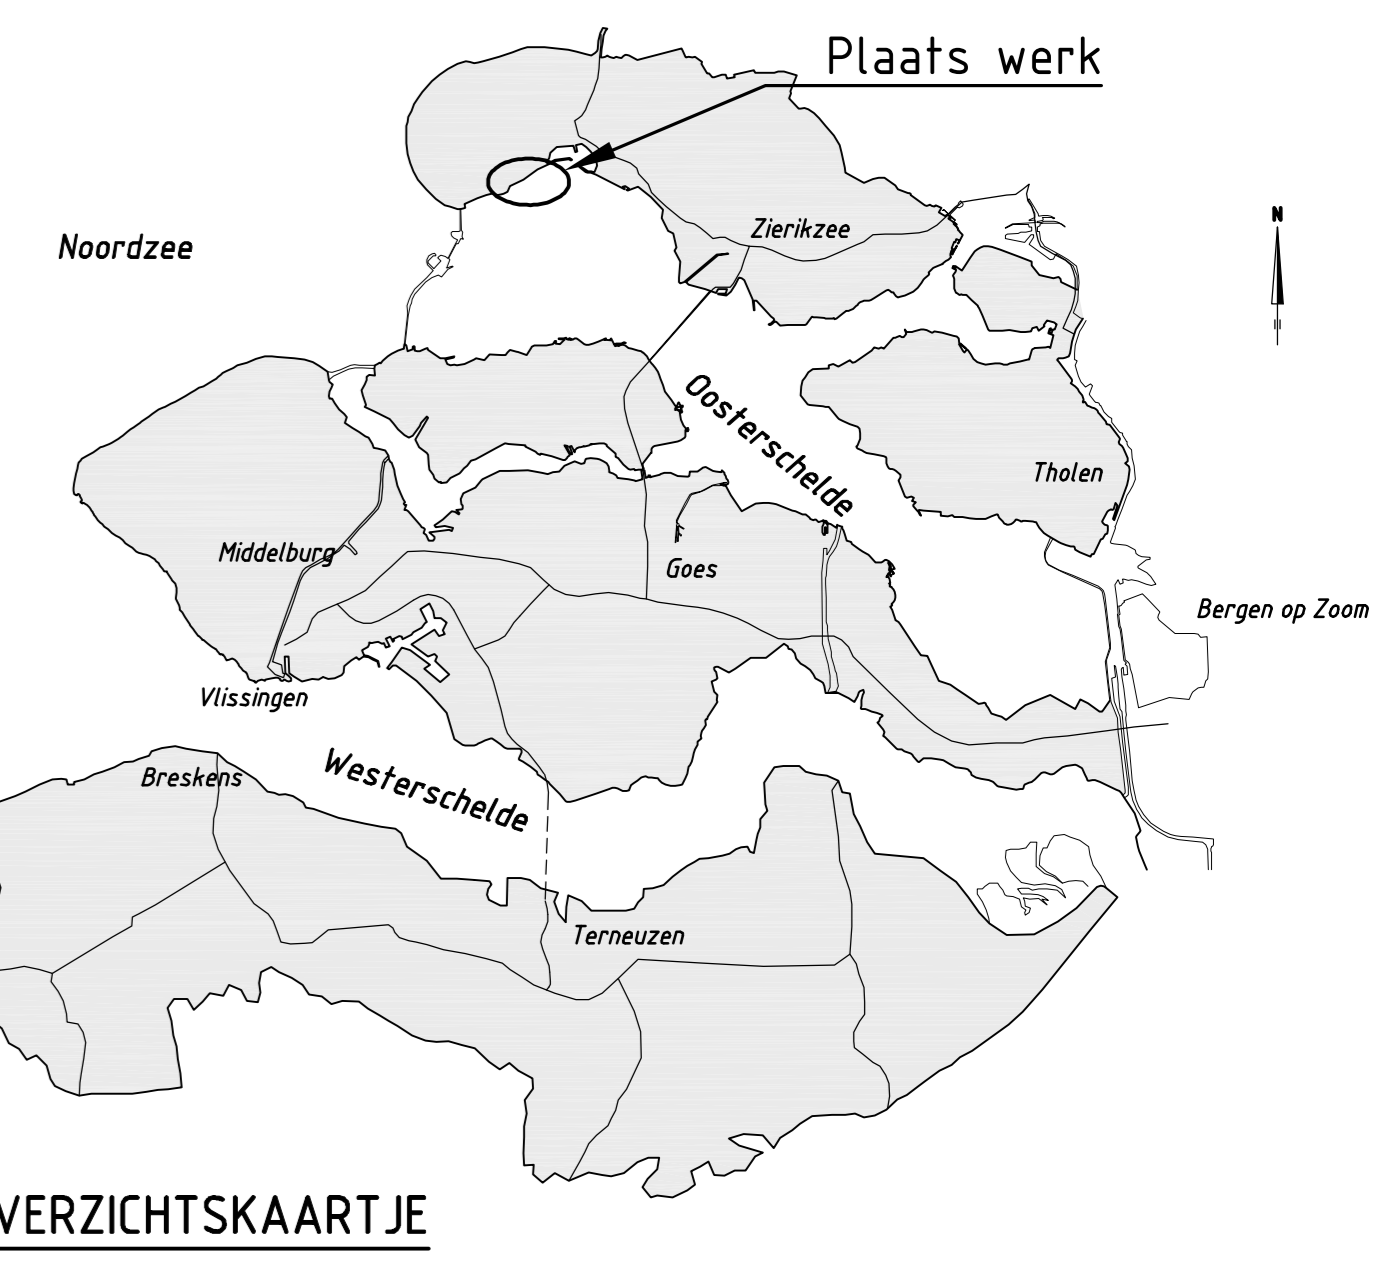 Plaats werk
N
Zierikzee
Noordzee
Oosterschelde
Tholen
Middelburg
Goes
Bergen op Zoom
Vlissingen
Westerschelde
Breskens
Terneuzen
VERZICHTSKAARTJE